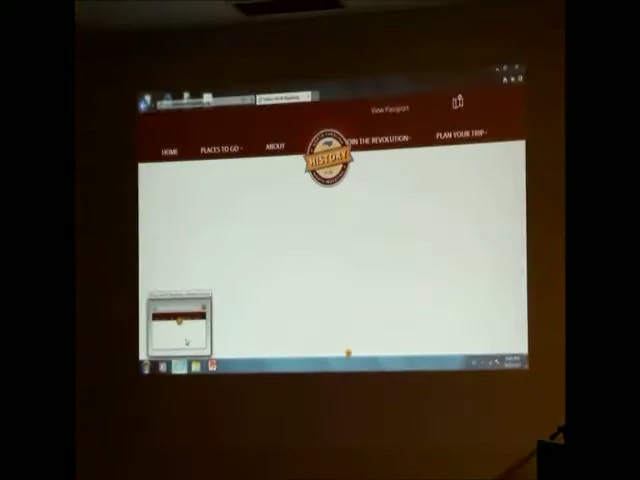 View Passport
HOME
PLACES TO GO
ABOUT
HISTORY
JOIN THE REVOLUTION
PLAN YOUR TRIP